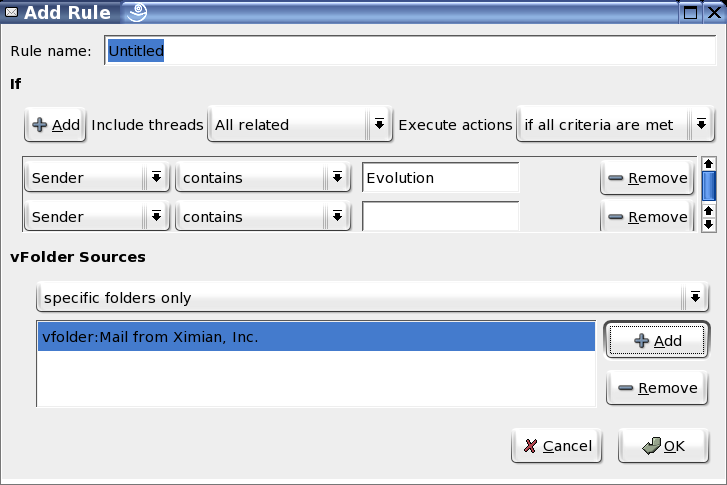 Add Rule
Rule name: Untitled
If
Add Include threads All related Execute actions if all criteria are met
Sender contains Evolution Remove
Sender contains Remove
vFolder Sources
specific folders only
vfolder:Mail from Ximian, Inc. Add
Remove
Cancel OK